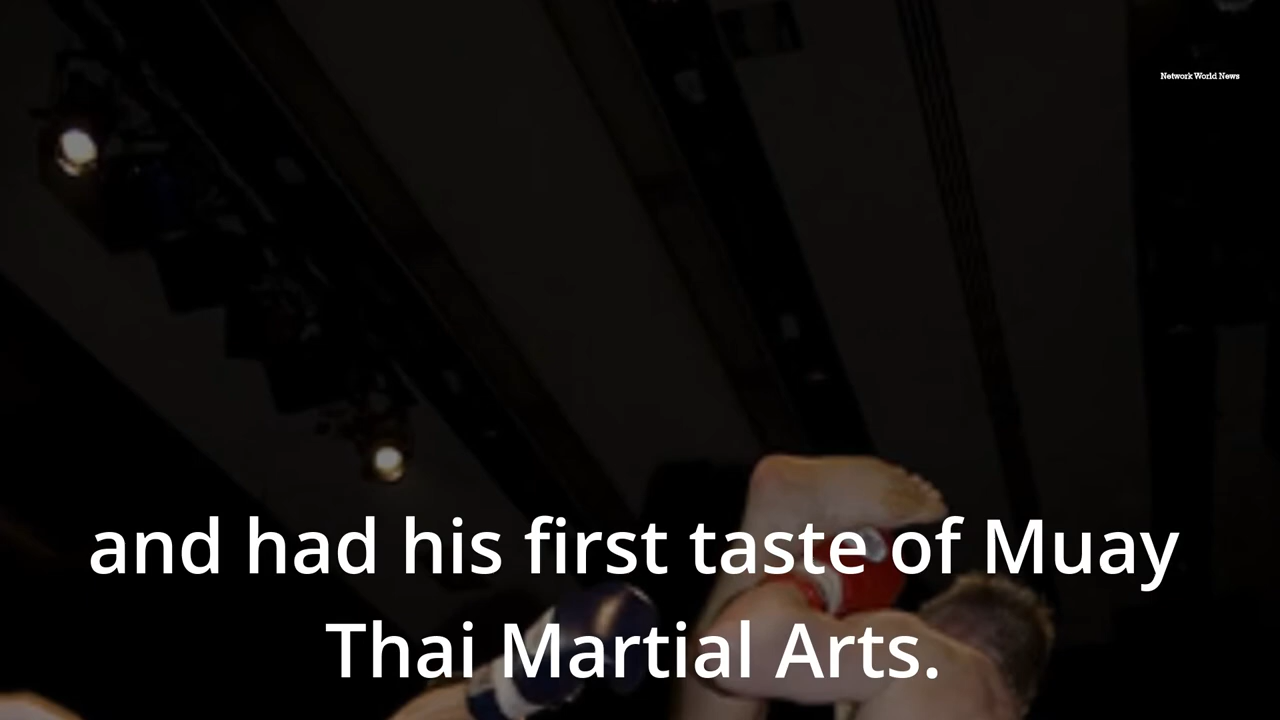 Network World News
and had his first taste of Muay
Thai Martial Arts.